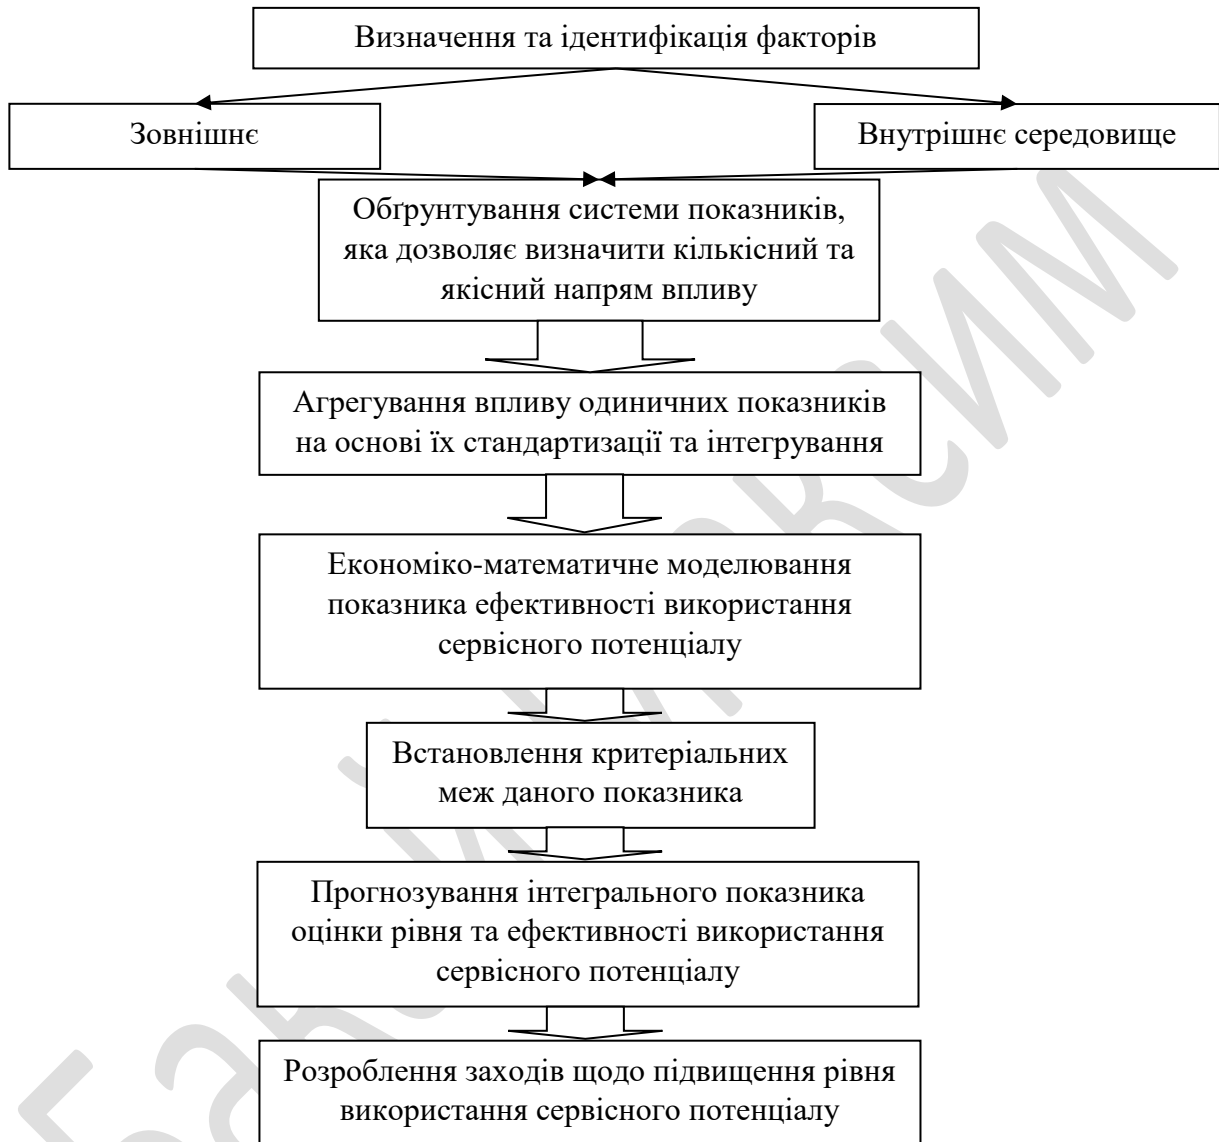 Визначення та ідентифікація факторів
Зовнішнє
Внутрішнє середовище
Обґрунтування системи показників,
яка дозволяє визначити кількісний та
якісний напрям впливу
Агрегування впливу одиничних показників
на основі їх стандартизації та інтегрування
Економіко-математичне моделювання
показника ефективності використання
сервісного потенціалу
Встановлення критеріальних
меж даного показника
Прогнозування інтегрального показника
оцінки рівня та ефективності використання
сервісного потенціалу
Розроблення заходів щодо підвищення рівня
використання сервісного потенціалу